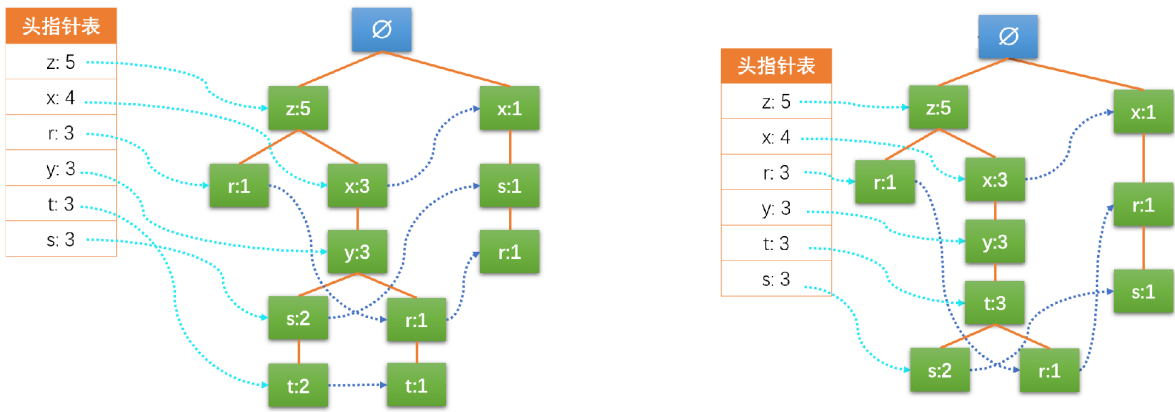 头指针表
z: 5
x: 4
r: 3
y: 3
t: 3
s: 3
∅
z:5
x:1
r:1
x:3
s:1
y:3
r:1
s:2
r:1
t:2
t:1
头指针表
z: 5
x: 4
r: 3
y: 3
t: 3
s: 3
∅
z:5
x:1
r:1
x:3
r:1
y:3
t:3
s:1
s:2
r:1